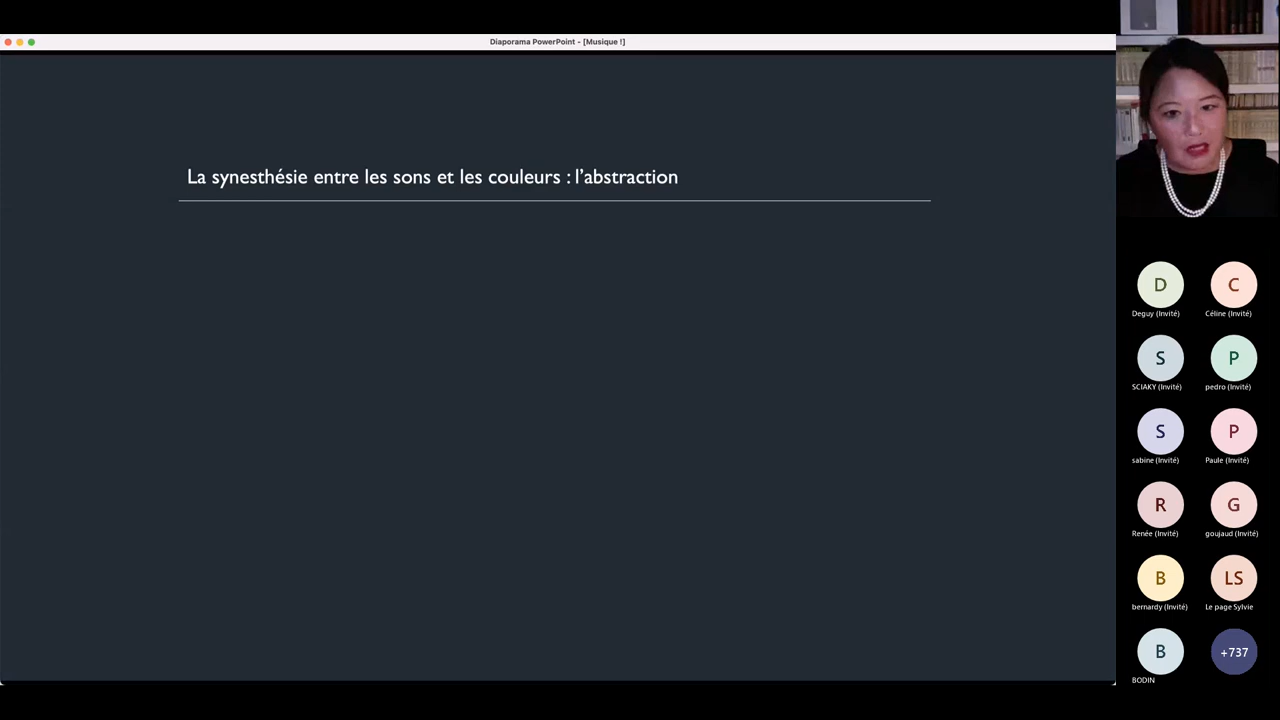 Diaporama PowerPoint - [Musique !]
La synesthésie entre les sons et les couleurs : l’abstraction
D
C
Deguy (Invité)
Céline (Invité)
S
P
SCIAKY (Invité)
pedro (Invité)
S
P
sabine (Invité)
Paule (Invité)
R
G
Renée (Invité)
goujaud (Invité)
B
LS
bernardy (Invité)
Le page Sylvie
B
+737
BODIN